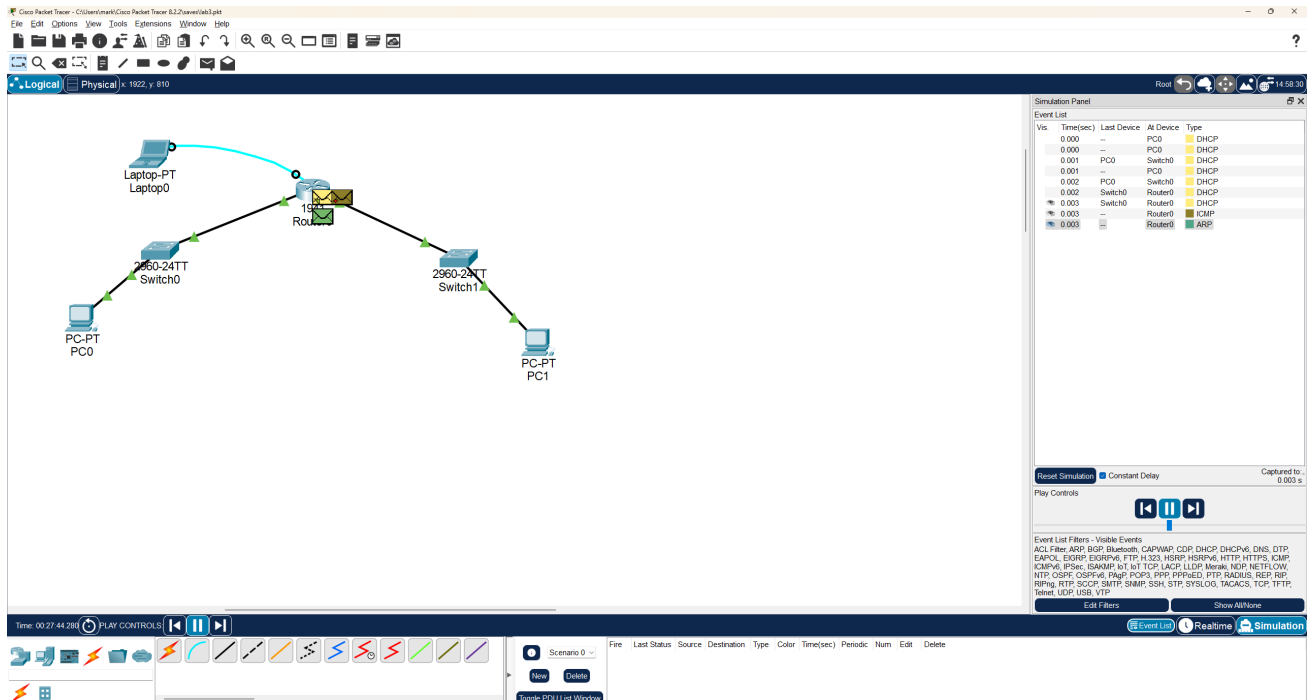 Cisco Packet Tracer - C:\Users\mark\Cisco Packet Tracer 8.2.2\saves\lab3.pkt
File Edit Options View Tools Extensions Window Help
?
Logical Physical x: 1922, y: 810
Root 14:58:30
Laptop-PT
Laptop0
2960-24TT
Switch0
PC-PT
PC0
2960-24TT
Switch1
PC-PT
PC1
Simulation Panel
Event List
Vis. Time(sec) Last Device At Device Type
0.000 -- PC0 DHCP
0.000 -- PC0 DHCP
0.001 PC0 Switch0 DHCP
0.001 -- PC0 DHCP
0.002 PC0 Switch0 DHCP
0.002 Switch0 Router0 DHCP
0.003 Switch0 Router0 DHCP
0.003 -- Router0 ICMP
0.003 -- Router0 ARP
Reset Simulation Constant Delay
Captured to:
0.003 s
Play Controls
Event List Filters - Visible Events
ACL Filter, ARP, BGP, Bluetooth, CAPWAP, CDP, DHCP, DHCPv6, DNS, DTP,
EAPOL, EIGRP, EIGRPv6, FTP, H.323, HSRP, HSRPv6, HTTP, HTTPS, ICMP,
ICMPv6, IPSec, ISAKMP, IoT, IoT TCP, LACP, LLDP, Meraki, NDP, NETFLOW,
NTP, OSPF, OSPFv6, PAgP, POP3, PPP, PPPoED, PTP, RADIUS, REP, RIP,
RIPng, RTP, SCCP, SMTP, SNMP, SSH, STP, SYSLOG, TACACS, TCP, TFTP,
Telnet, UDP, USB, VTP
Edit Filters Show All/None
Time: 00:27:44.280 PLAY CONTROLS:
Event List Realtime Simulation
Scenario 0
New Delete
Toggle PDU List Window
Fire Last Status Source Destination Type Color Time(sec) Periodic Num Edit Delete